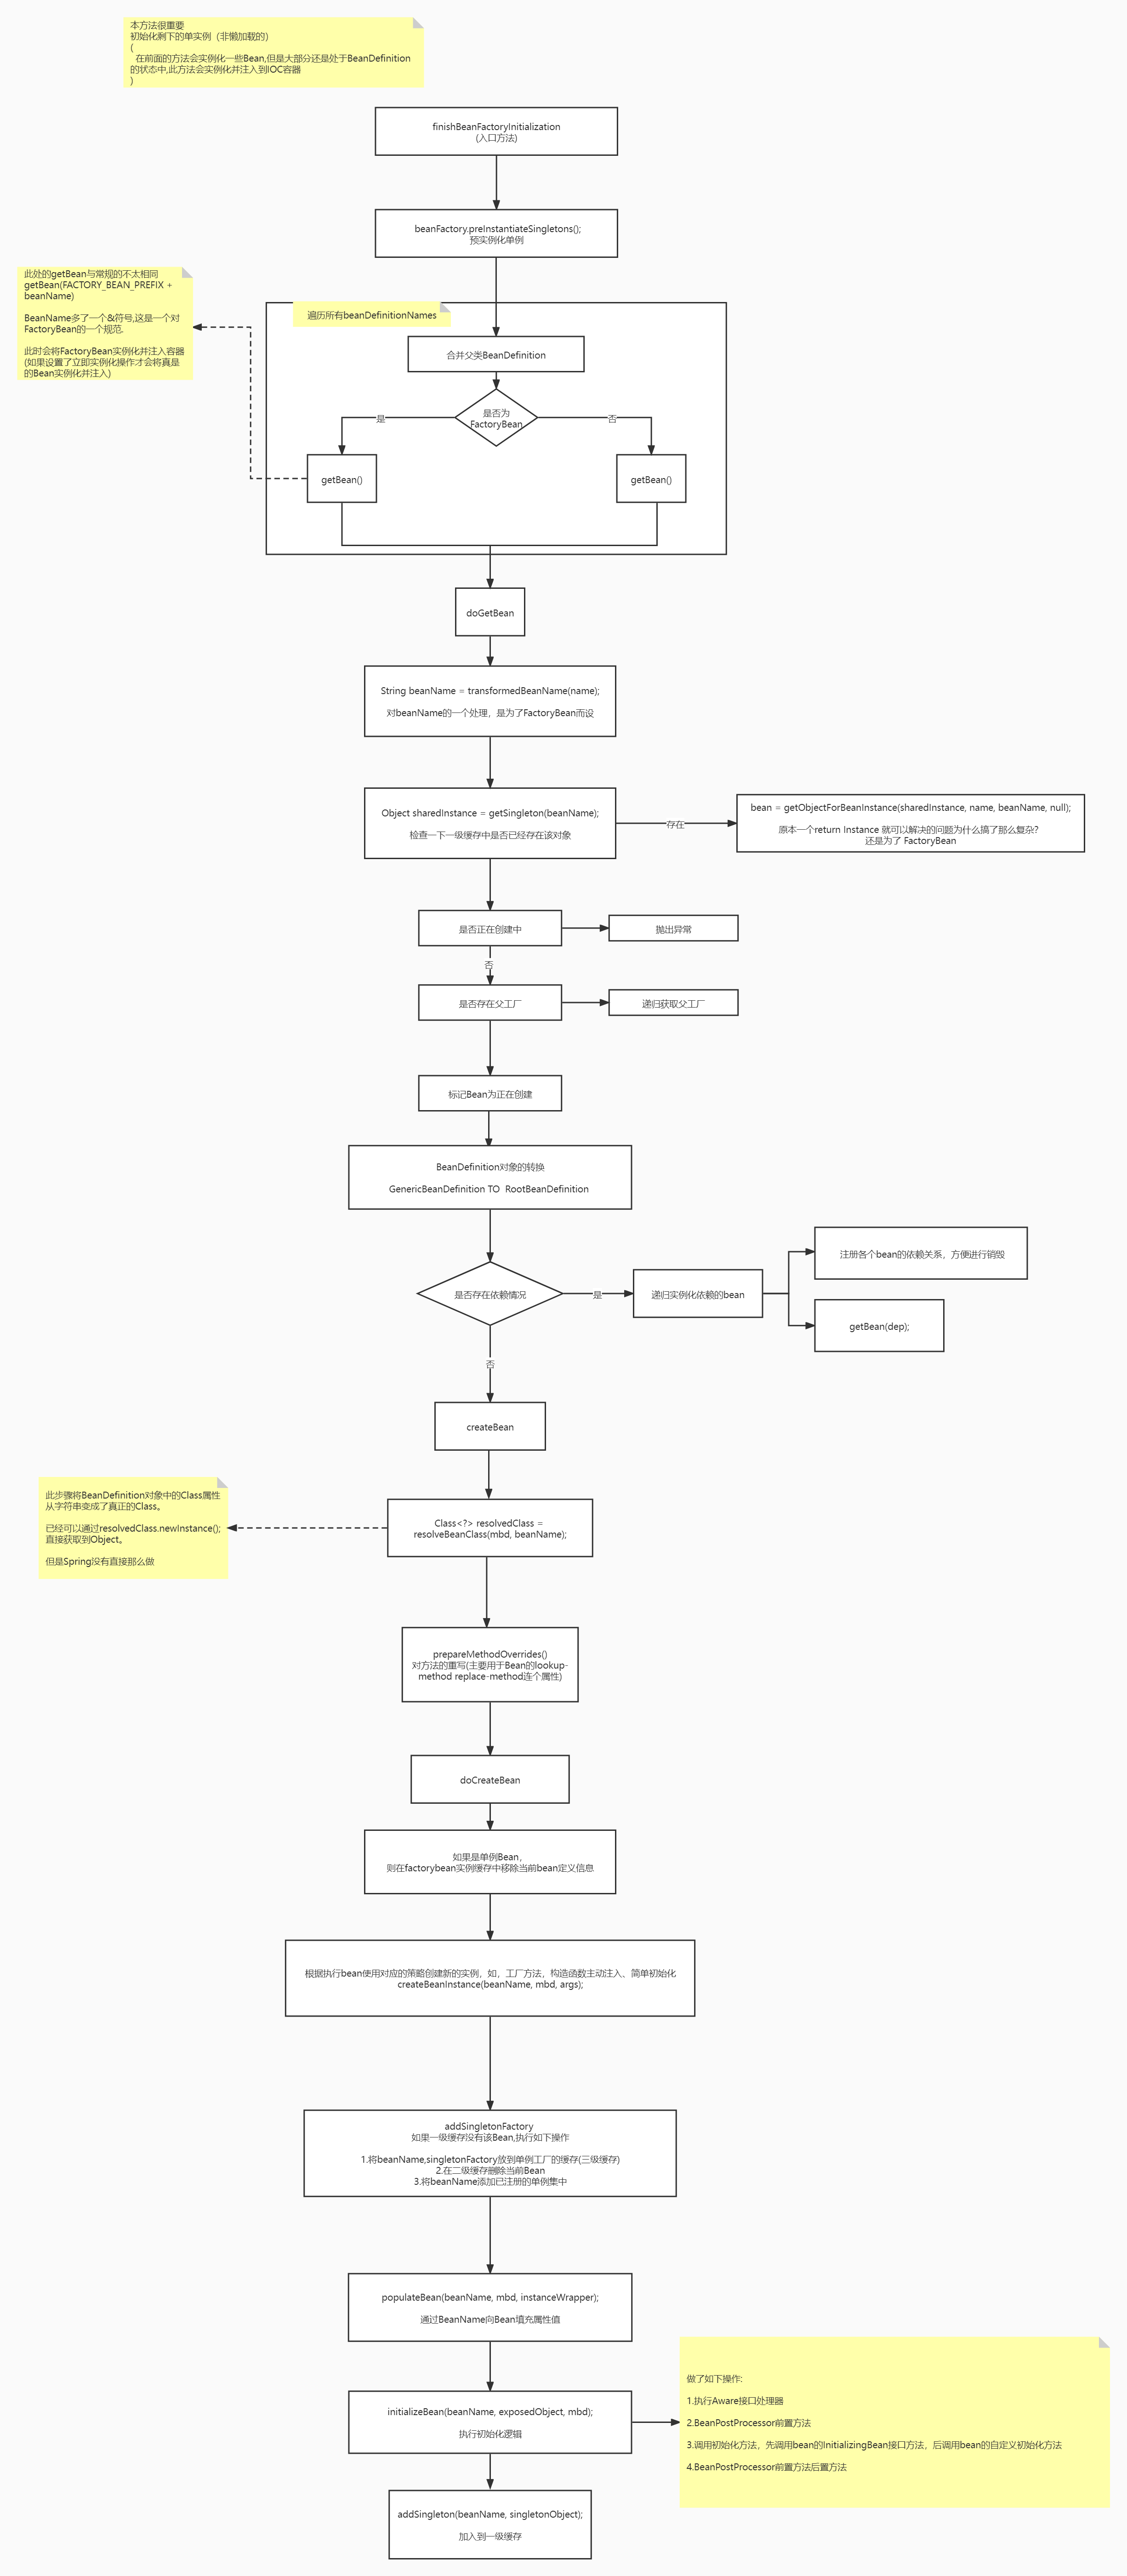 本方法很重要
初始化剩下的单实例（非懒加载的）
(
在前面的方法会实例化一些Bean,但是大部分还是处于BeanDefinition
的状态中,此方法会实例化并注入到IOC容器
)
finishBeanFactoryInitialization
(入口方法)
beanFactory.preInstantiateSingletons();
预实例化单例
此处的getBean与常规的不太相同
getBean(FACTORY_BEAN_PREFIX +
beanName)
BeanName多了一个&符号,这是一个对
FactoryBean的一个规范.
此时会将FactoryBean实例化并注入容器
(如果设置了立即实例化操作才会将真是
的Bean实例化并注入)
遍历所有beanDefinitionNames
合并父类BeanDefinition
是否为
FactoryBean
是
否
getBean()
getBean()
doGetBean
String beanName = transformedBeanName(name);
对beanName的一个处理，是为了FactoryBean而设
Object sharedInstance = getSingleton(beanName);
检查一下一级缓存中是否已经存在该对象
存在
bean = getObjectForBeanInstance(sharedInstance, name, beanName, null);
原本一个return Instance 就可以解决的问题为什么搞了那么复杂?
还是为了 FactoryBean
是否正在创建中
抛出异常
否
是否存在父工厂
递归获取父工厂
标记Bean为正在创建
BeanDefinition对象的转换
GenericBeanDefinition TO  RootBeanDefinition
是否存在依赖情况
是
递归实例化依赖的bean
注册各个bean的依赖关系，方便进行销毁
getBean(dep);
否
createBean
此步骤将BeanDefinition对象中的Class属性
从字符串变成了真正的Class。
已经可以通过resolvedClass.newInstance();
直接获取到Object。
但是Spring没有直接那么做
Class<?> resolvedClass =
resolveBeanClass(mbd, beanName);
prepareMethodOverrides()
对方法的重写(主要用于Bean的lookup-
method replace-method连个属性)
doCreateBean
如果是单例Bean，
则在factorybean实例缓存中移除当前bean定义信息
根据执行bean使用对应的策略创建新的实例，如，工厂方法，构造函数主动注入、简单初始化
createBeanInstance(beanName, mbd, args);
addSingletonFactory
如果一级缓存没有该Bean,执行如下操作
1.将beanName,singletonFactory放到单例工厂的缓存(三级缓存)
2.在二级缓存删除当前Bean
3.将beanName添加已注册的单例集中
populateBean(beanName, mbd, instanceWrapper);
通过BeanName向Bean填充属性值
initializeBean(beanName, exposedObject, mbd);
执行初始化逻辑
做了如下操作:
1.执行Aware接口处理器
2.BeanPostProcessor前置方法
3.调用初始化方法，先调用bean的InitializingBean接口方法，后调用bean的自定义初始化方法
4.BeanPostProcessor前置方法后置方法
addSingleton(beanName, singletonObject);
加入到一级缓存